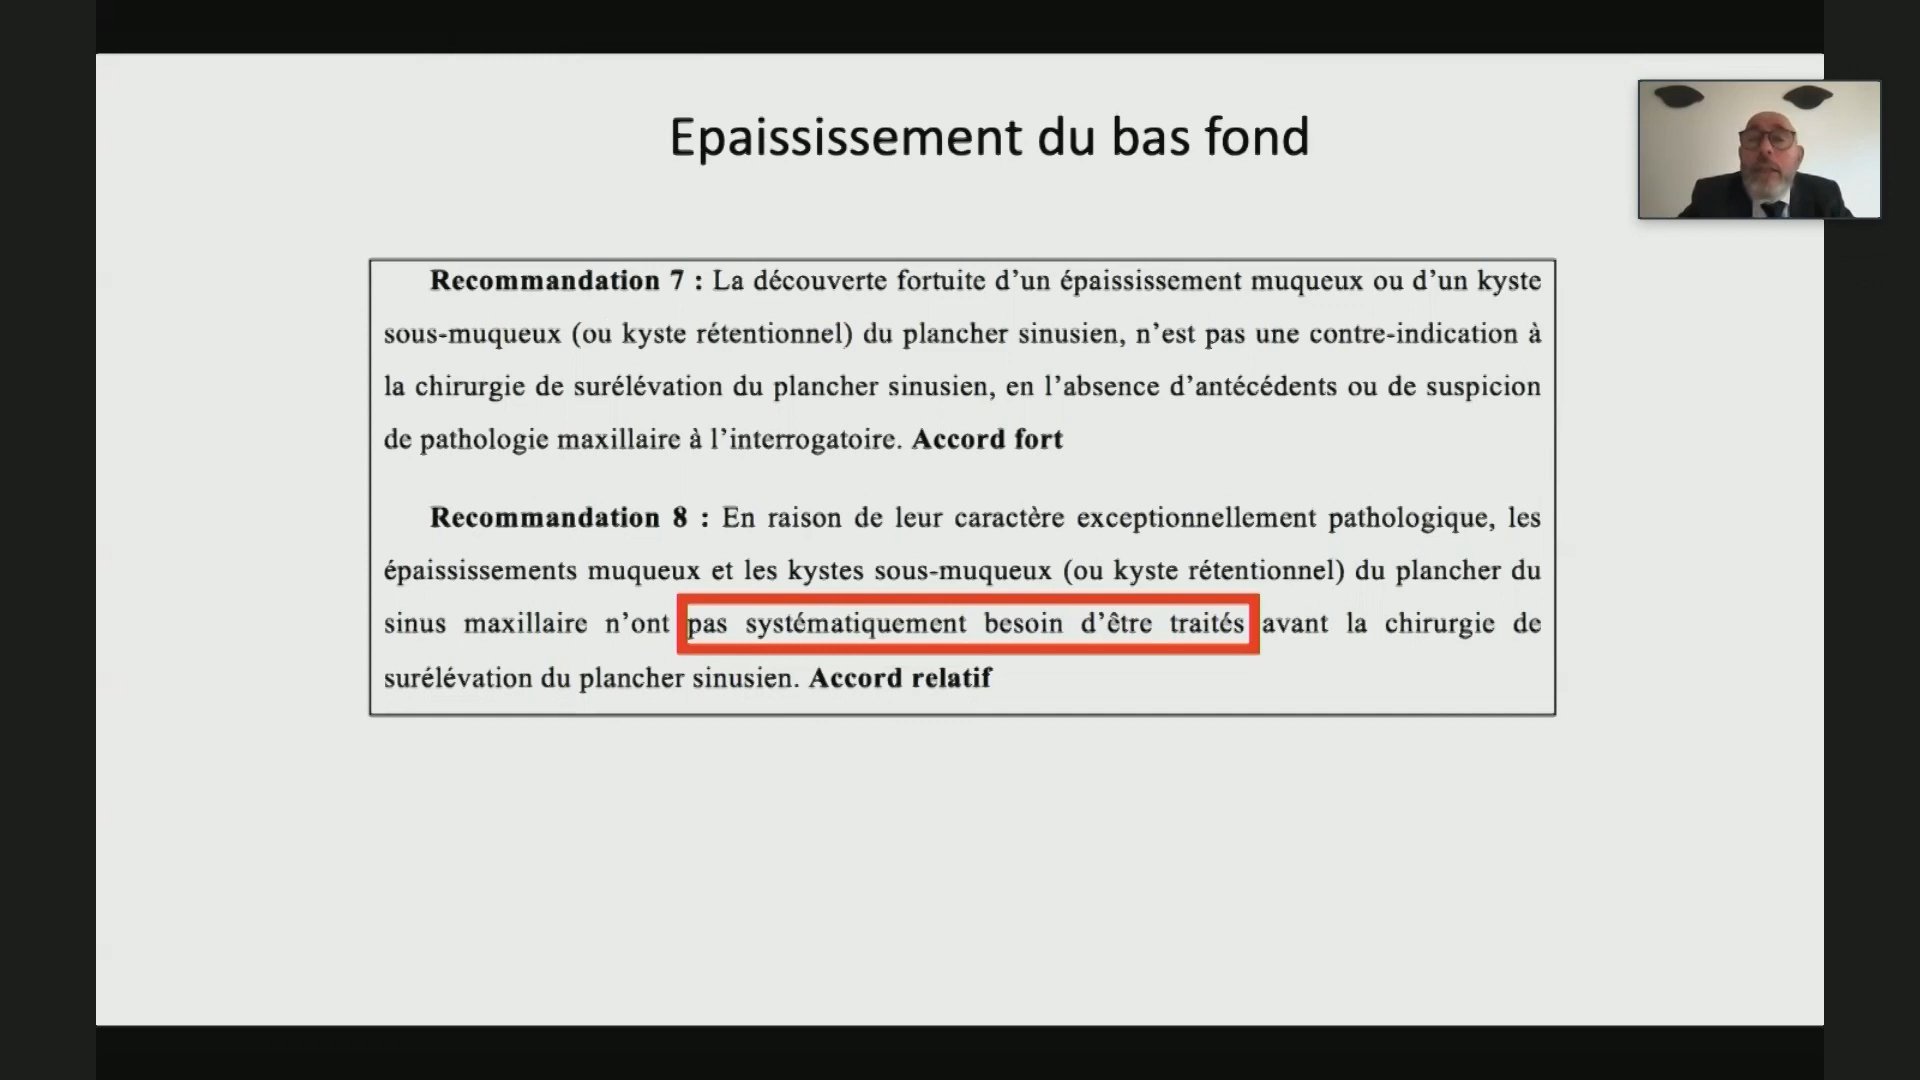 Epaississement du bas fond
Recommandation 7 : La découverte fortuite d’un épaississement muqueux ou d’un kyste
sous-muqueux (ou kyste rétentionnel) du plancher sinusien, n’est pas une contre-indication à
la chirurgie de surélévation du plancher sinusien, en l’absence d’antécédents ou de suspicion
de pathologie maxillaire à l’interrogatoire. Accord fort
Recommandation 8 : En raison de leur caractère exceptionnellement pathologique, les
épaississements muqueux et les kystes sous-muqueux (ou kyste rétentionnel) du plancher du
sinus maxillaire n’ont pas systématiquement besoin d’être traités avant la chirurgie de
surélévation du plancher sinusien. Accord relatif